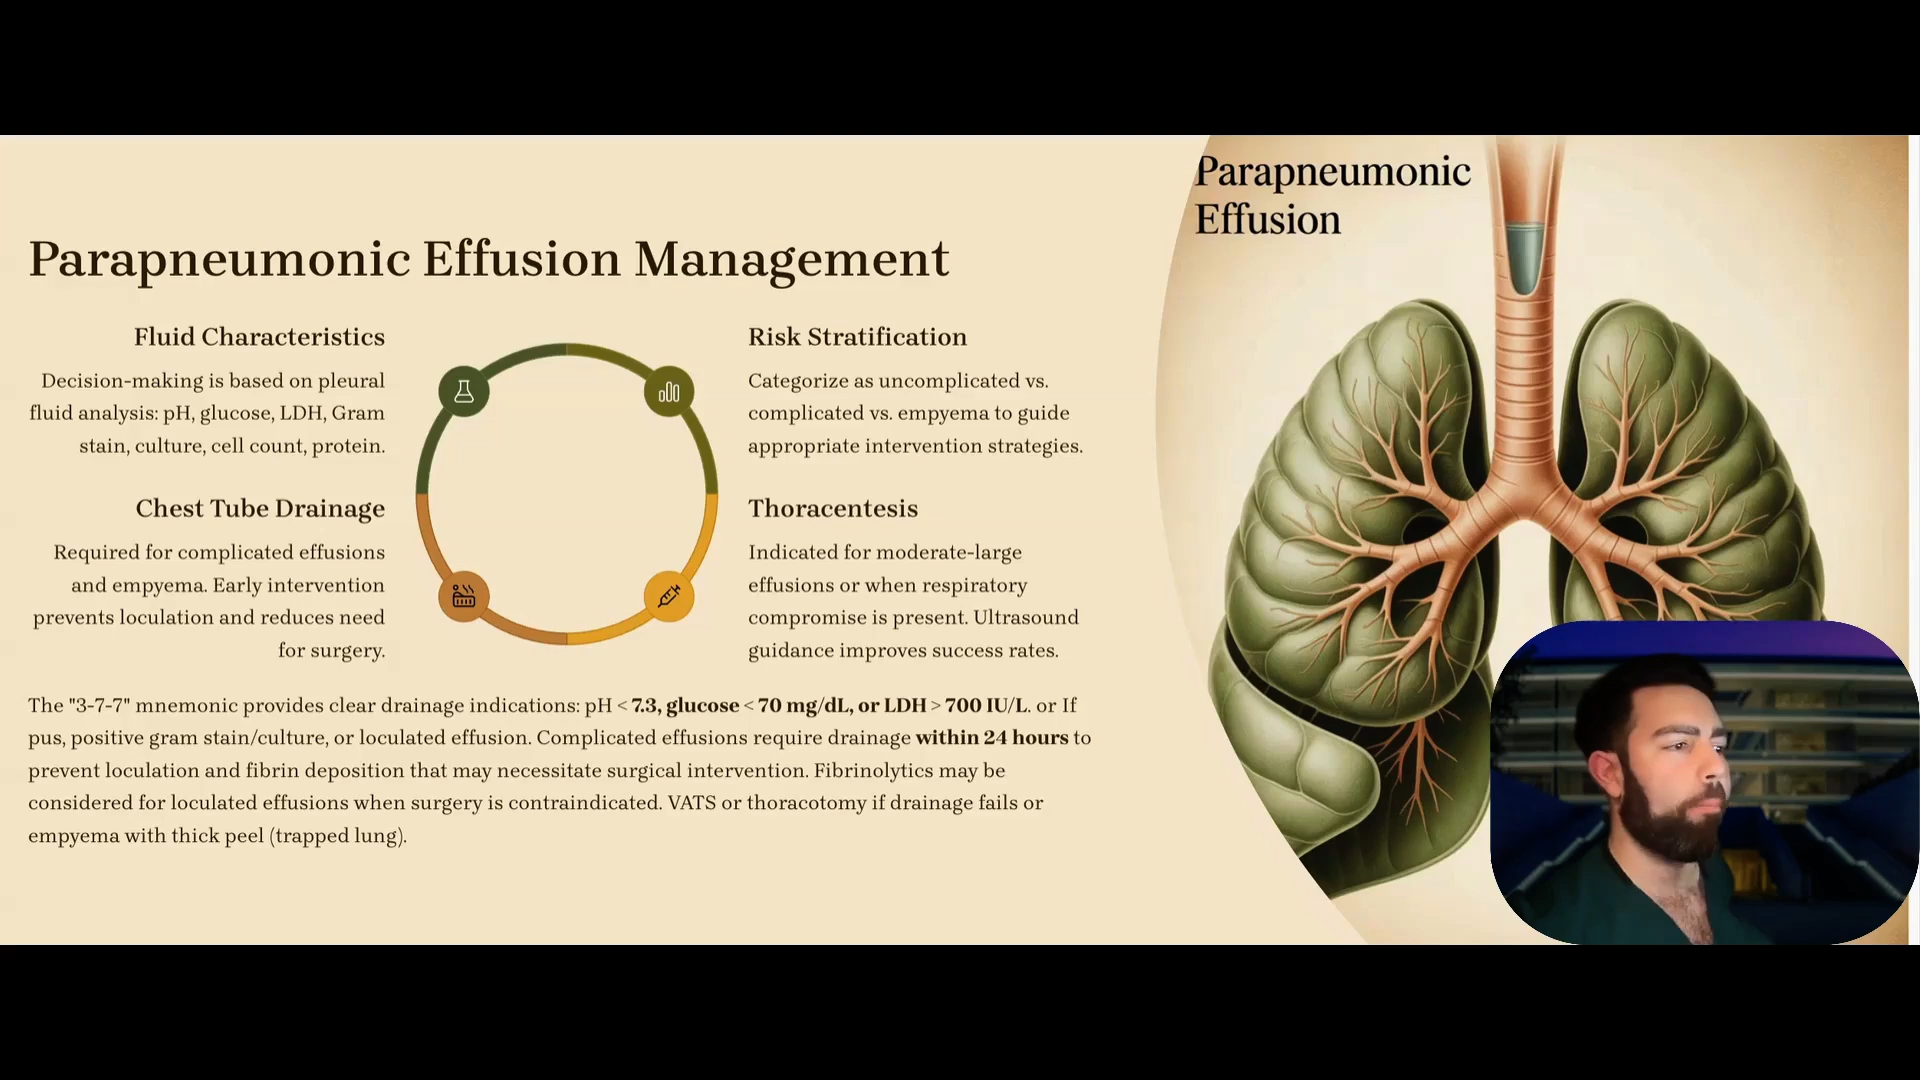 Parapneumonic
Effusion
Parapneumonic Effusion Management
Fluid Characteristics
Decision-making is based on pleural
fluid analysis: pH, glucose, LDH, Gram
stain, culture, cell count, protein.
Risk Stratification
Categorize as uncomplicated vs.
complicated vs. empyema to guide
appropriate intervention strategies.
Chest Tube Drainage
Required for complicated effusions
and empyema. Early intervention
prevents loculation and reduces need
for surgery.
Thoracentesis
Indicated for moderate-large
effusions or when respiratory
compromise is present. Ultrasound
guidance improves success rates.
The "3-7-7" mnemonic provides clear drainage indications: pH < 7.3, glucose < 70 mg/dL, or LDH > 700 IU/L. or If
pus, positive gram stain/culture, or loculated effusion. Complicated effusions require drainage within 24 hours to
prevent loculation and fibrin deposition that may necessitate surgical intervention. Fibrinolytics may be
considered for loculated effusions when surgery is contraindicated. VATS or thoracotomy if drainage fails or
empyema with thick peel (trapped lung).